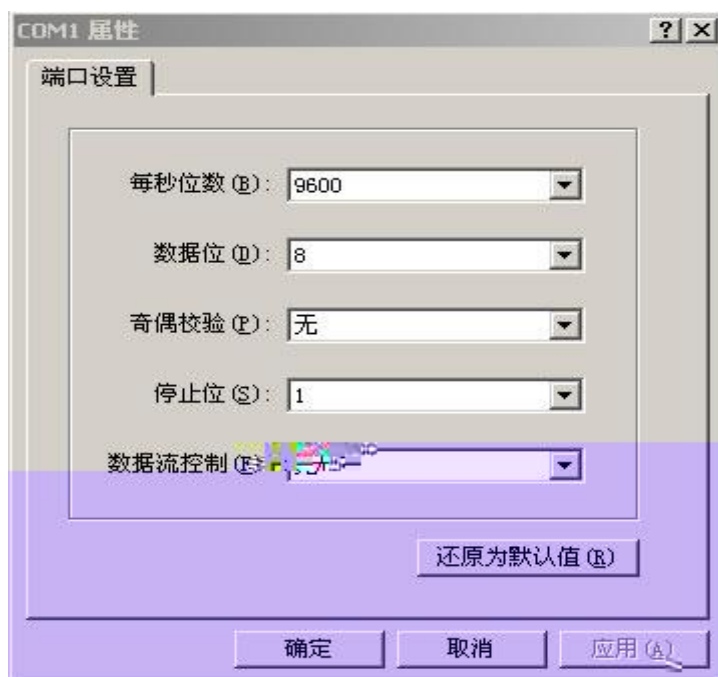 COM1 属性
端口设置
每秒位数(B): 9600
数据位(D): 8
奇偶校验(P): 无
停止位(S): 1
数据流控制(F):
还原为默认值(R)
确定 取消 应用(A)